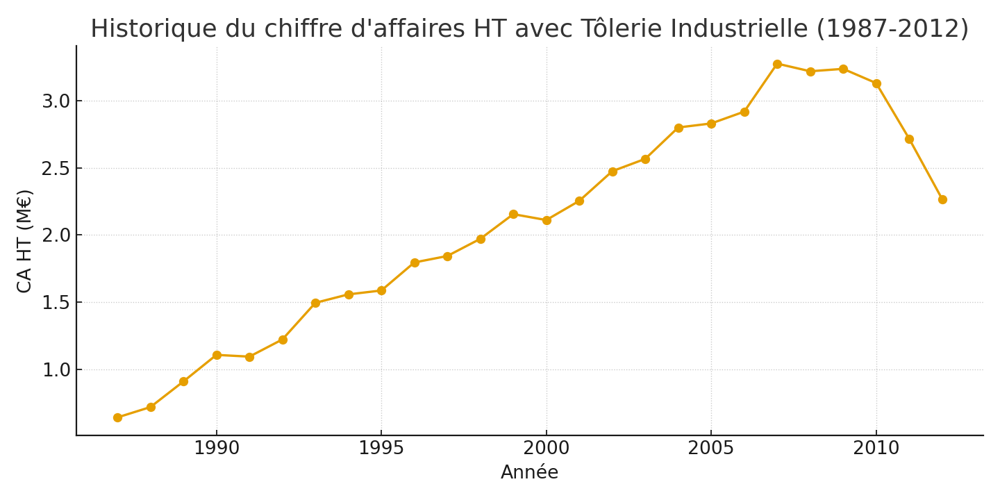 Historique du chiffre d'affaires HT avec Tôlerie Industrielle (1987-2012)
3.0
2.5
2.0
1.5
1.0
CA HT (M€)
1990 1995 2000 2005 2010
Année